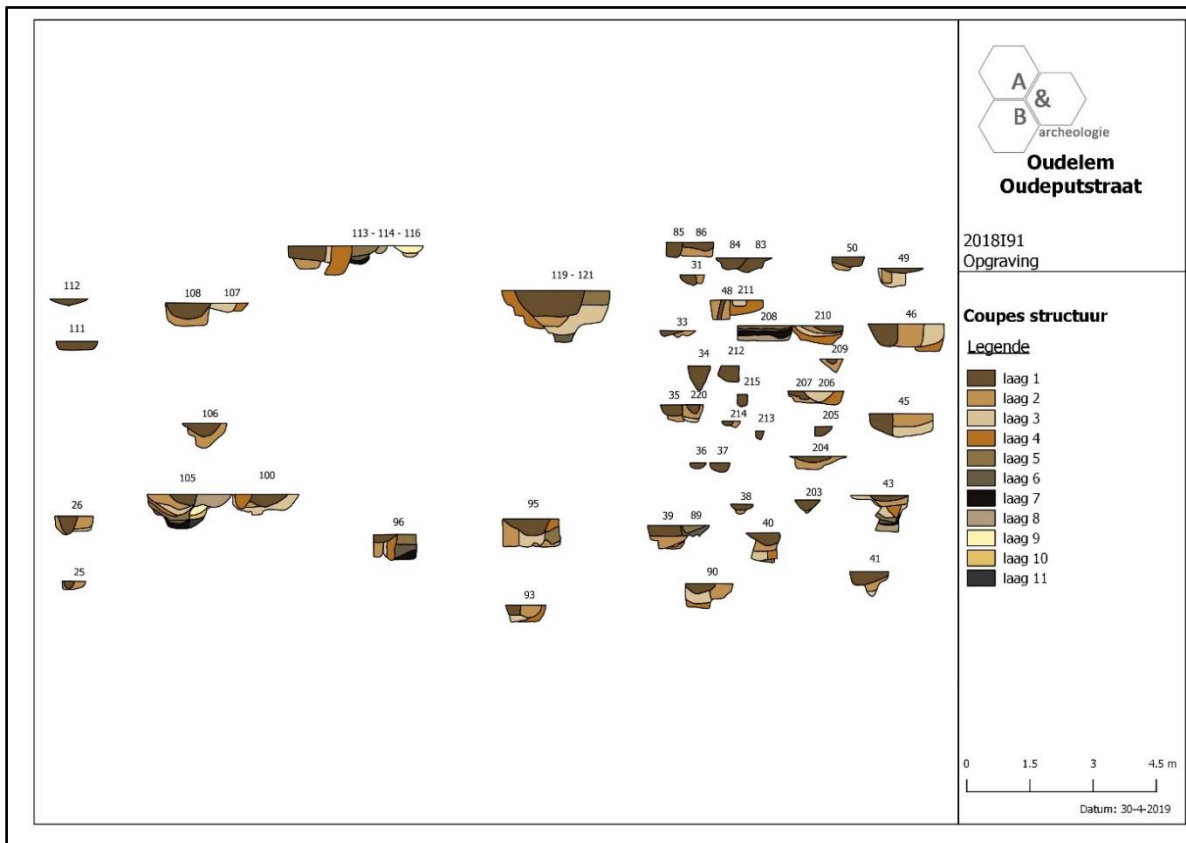 113 - 114 - 116
85 86
84 83
50
49
31
119 - 121
112
108 107
48 211
111
33
208 210
46
34 212
209
215
207 206
35 220
45
106
214 213
205
36 37
204
105 100
38 203
43
26
95
39 89
40
96
25
90
41
93
A
&
B
archeologie
Oudelem
Oudeputstraat
2018I91
Opgraving
Coupes structuur
Legende
laag 1
laag 2
laag 3
laag 4
laag 5
laag 6
laag 7
laag 8
laag 9
laag 10
laag 11
0 1.5 3 4.5 m
Datum: 30-4-2019